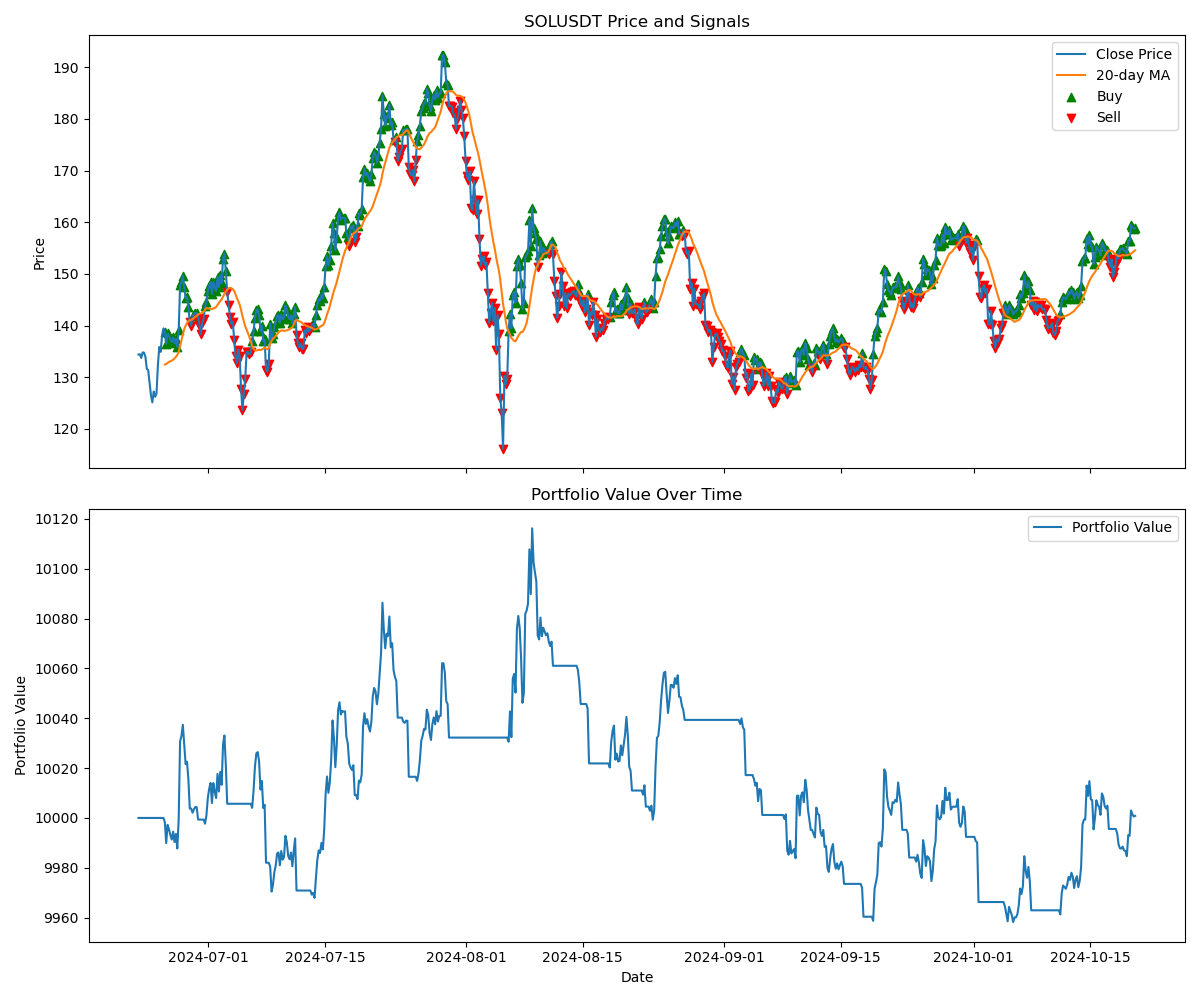 SOLUSDT Price and Signals
Price
190
180
170
160
150
140
130
120
Close Price
20-day MA
Buy
Sell
Portfolio Value Over Time
Portfolio Value
10120
10100
10080
10060
10040
10020
10000
9980
9960
Portfolio Value
2024-07-01 2024-07-15 2024-08-01 2024-08-15 2024-09-01 2024-09-15 2024-10-01 2024-10-15
Date